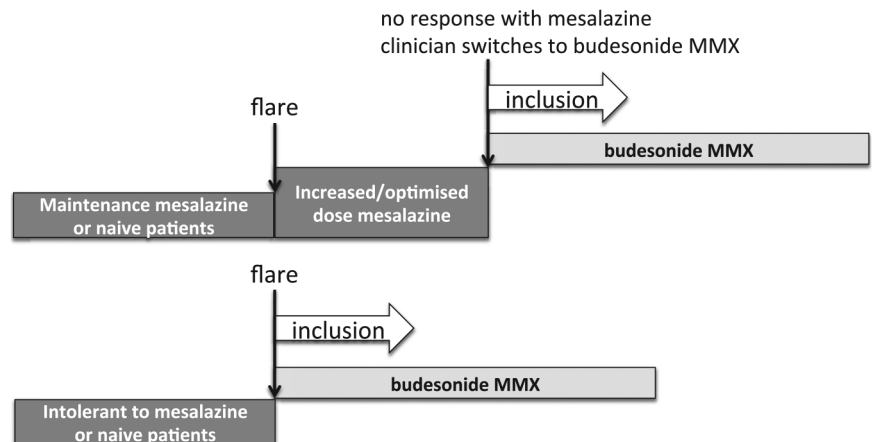 no response with mesalazine
clinician switches to budesonide MMX
inclusion
flare
budesonide MMX
Increased/optimised
dose mesalazine
Maintenance mesalazine
or naive patients
flare
inclusion
budesonide MMX
Intolerant to mesalazine
or naive patients